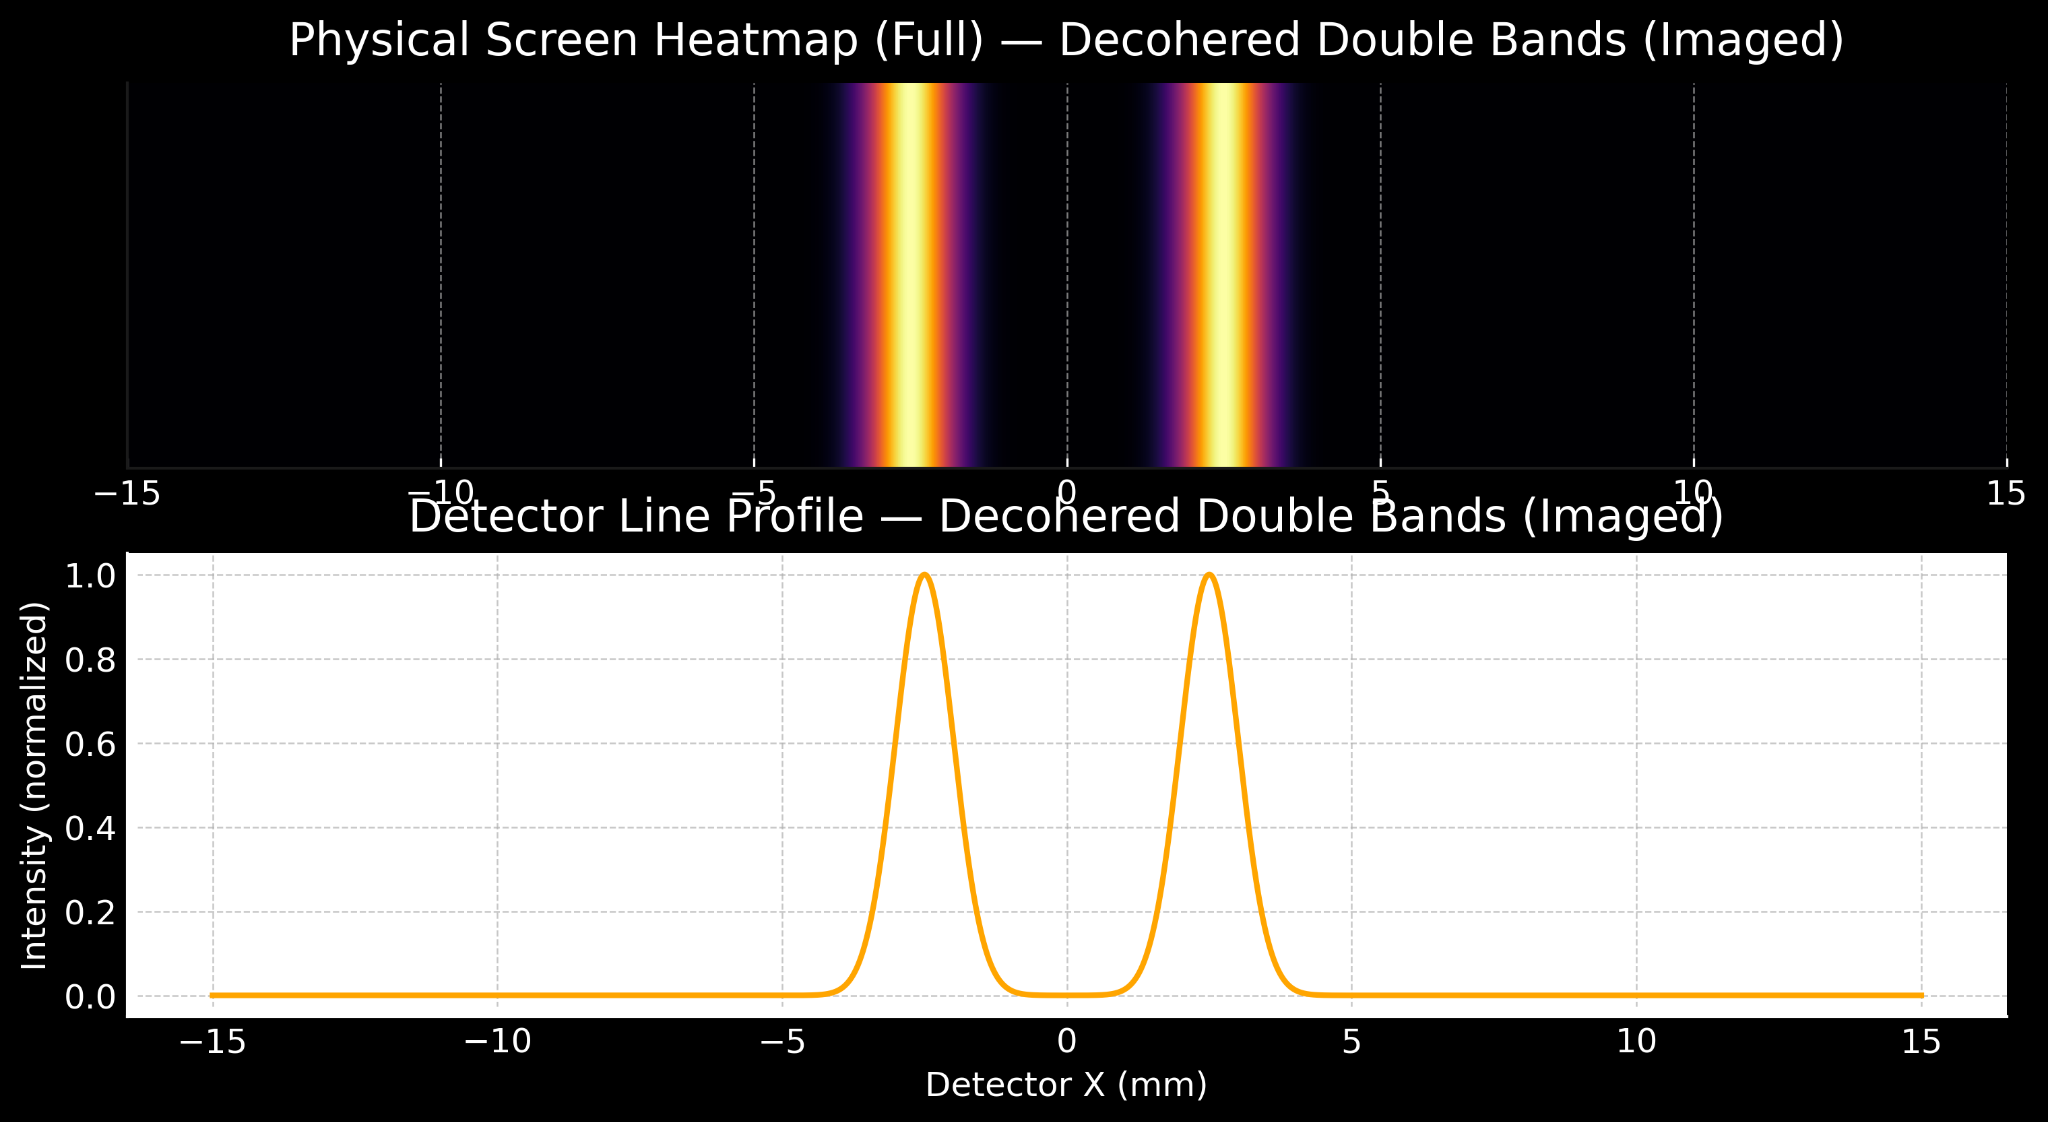 Physical Screen Heatmap (Full) — Decohered Double Bands (Imaged)
−15 −10 −5 0 5 10 15
Detector Line Profile — Decohered Double Bands (Imaged)
Intensity (normalized)
1.0
0.8
0.6
0.4
0.2
0.0
−15 −10 −5 0 5 10 15
Detector X (mm)